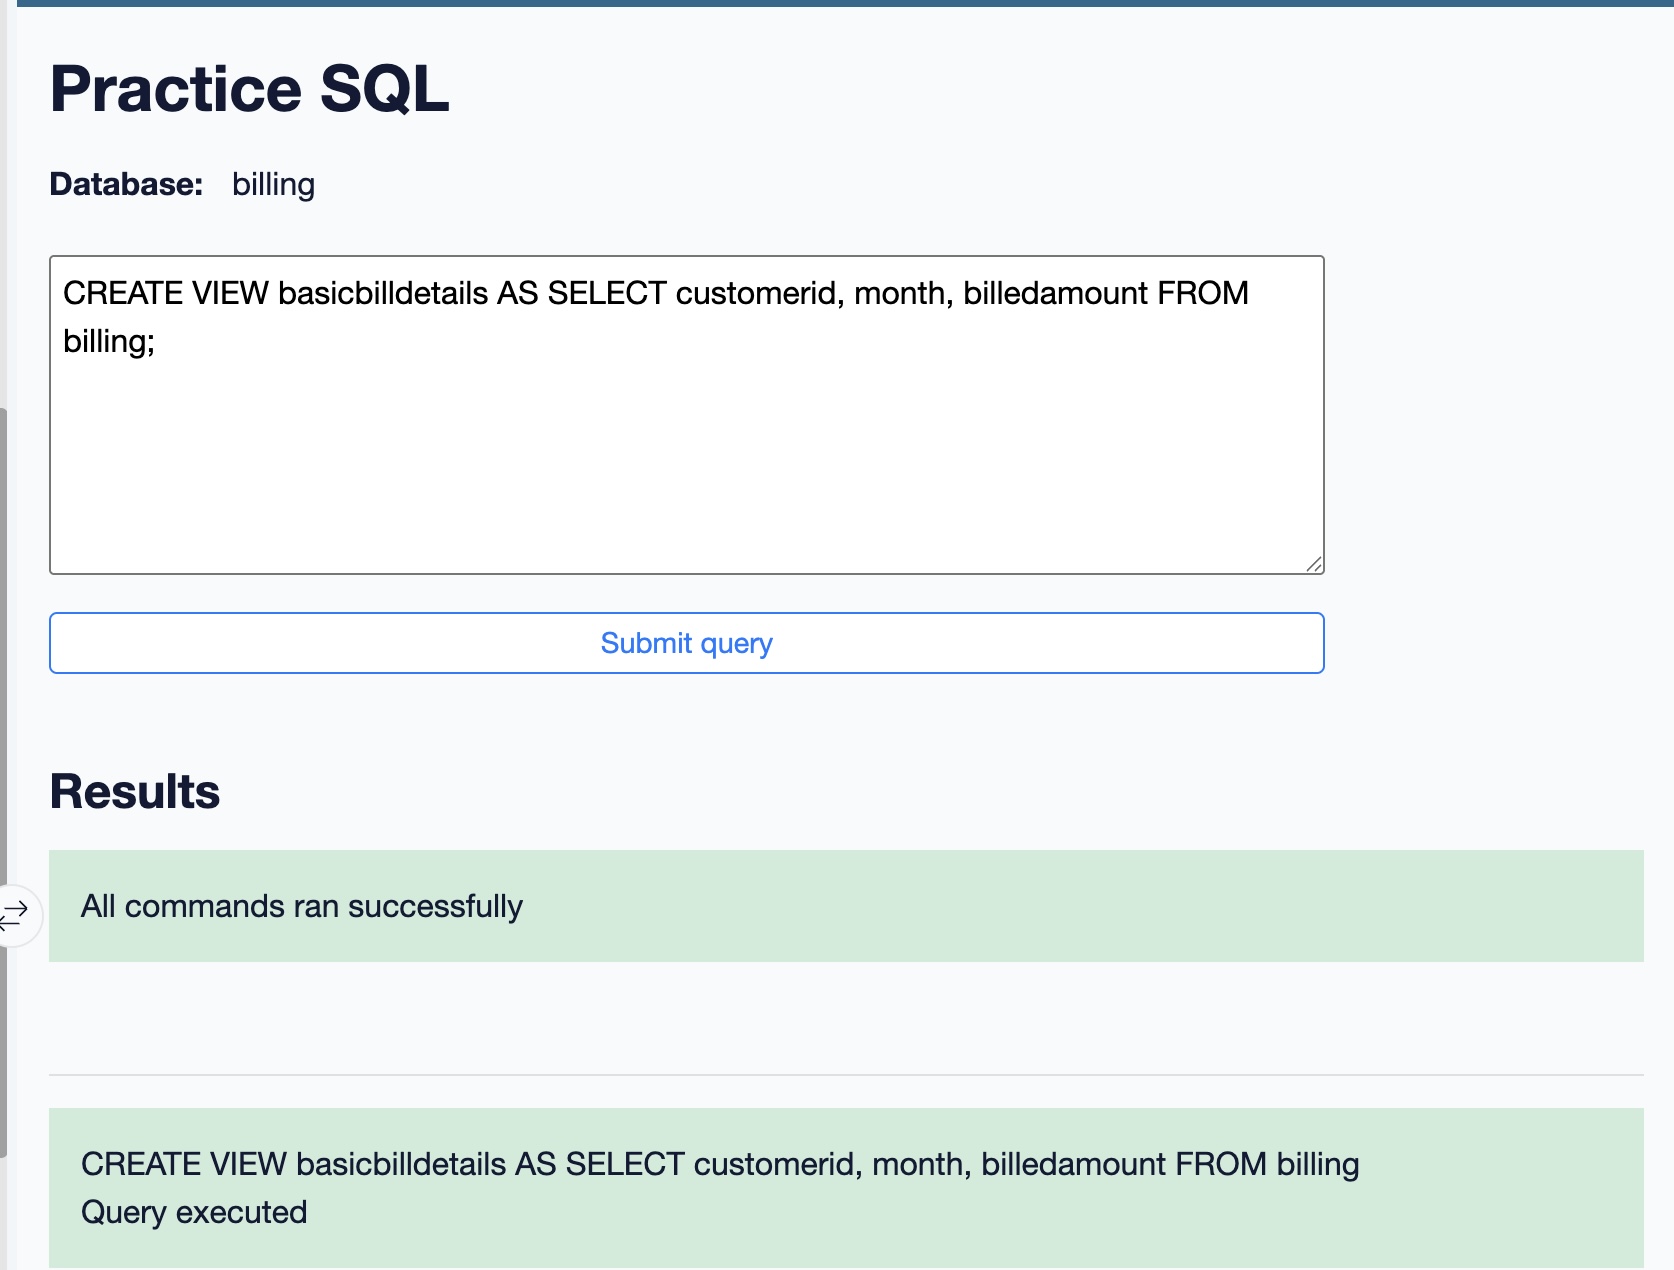 Practice SQL
Database: billing
CREATE VIEW basicbilldetails AS SELECT customerid, month, billedamount FROM
billing;
Submit query
Results
All commands ran successfully
CREATE VIEW basicbilldetails AS SELECT customerid, month, billedamount FROM billing
Query executed